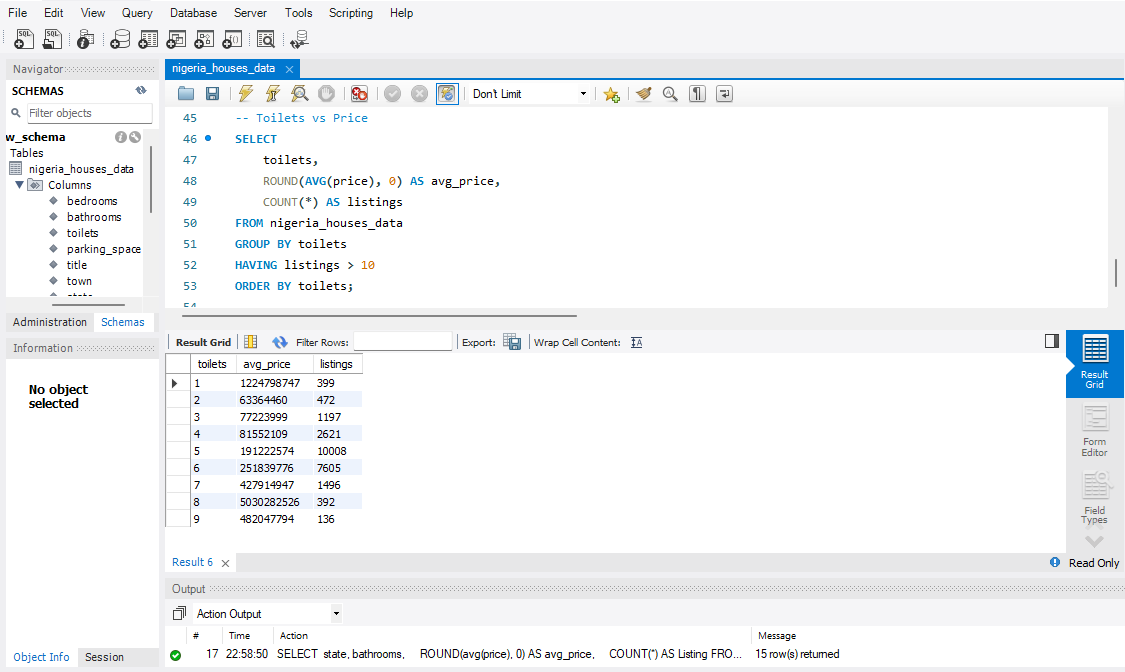 File Edit View Query Database Server Tools Scripting Help
Navigator
SCHEMAS
Filter objects
w_schema
Tables
nigeria_houses_data
Columns
bedrooms
bathrooms
toilets
parking_space
title
town
state
Administration Schemas
Information
No object
selected
Object Info Session
nigeria_houses_data
Don't Limit
45 -- Toilets vs Price
46 SELECT
47 toilets,
48 ROUND(AVG(price), 0) AS avg_price,
49 COUNT(*) AS listings
50 FROM nigeria_houses_data
51 GROUP BY toilets
52 HAVING listings > 10
53 ORDER BY toilets;
54
Result Grid Filter Rows: Export: Wrap Cell Content:
toilets avg_price listings
1 1224798747 399
2 63364460 472
3 77223999 1197
4 81552109 2621
5 191222574 10008
6 251839776 7605
7 427914947 1496
8 5030282526 392
9 482047794 136
Result
Grid
Form
Editor
Field
Types
Result 6
Read Only
Output
Action Output
# Time Action Message
17 22:58:50 SELECT state, bathrooms, ROUND(avg(price), 0) AS avg_price, COUNT(*) AS Listing FRO... 15 row(s) returned